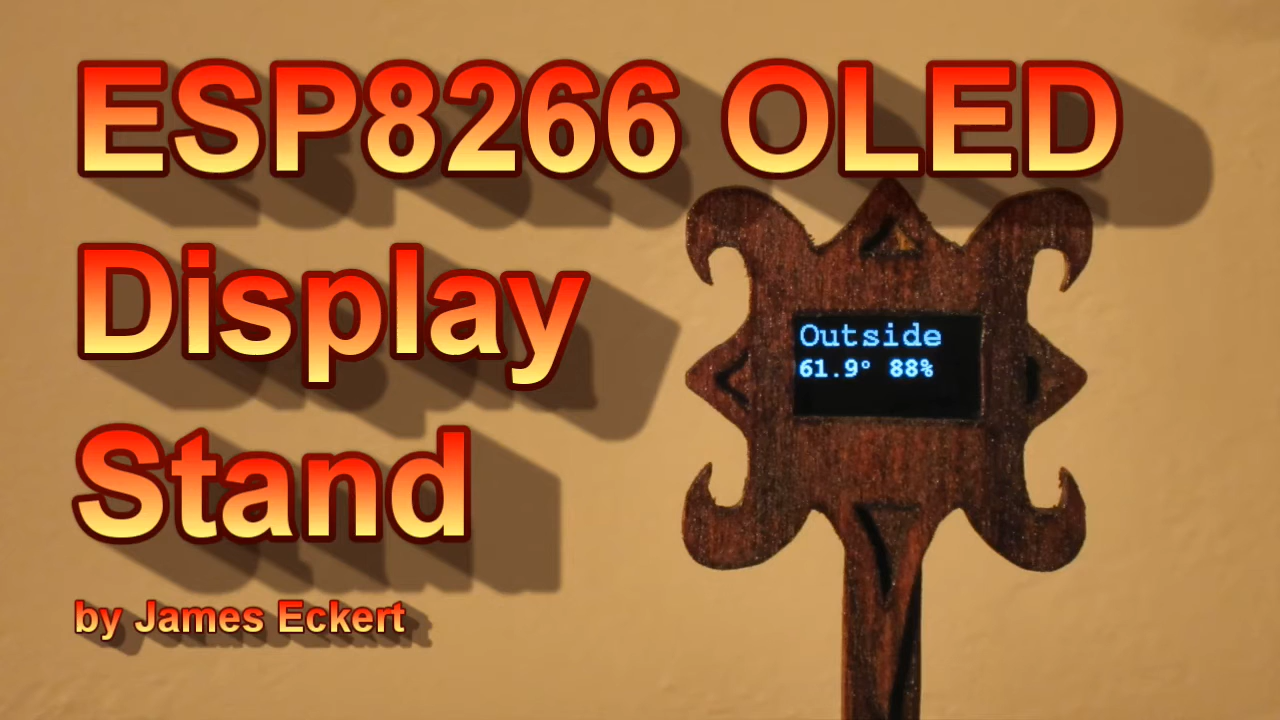 ESP8266 OLED
Display
Stand
by James Eckert
Outside
61.9° 88%